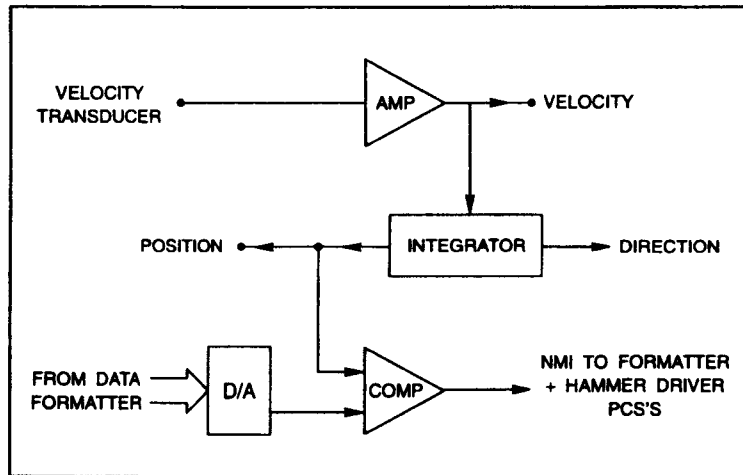 VELOCITY
TRANSDUCER
AMP
VELOCITY
POSITION
INTEGRATOR
DIRECTION
FROM DATA
FORMATTER
D/A
COMP
NMI TO FORMATTER
+ HAMMER DRIVER
PCS'S